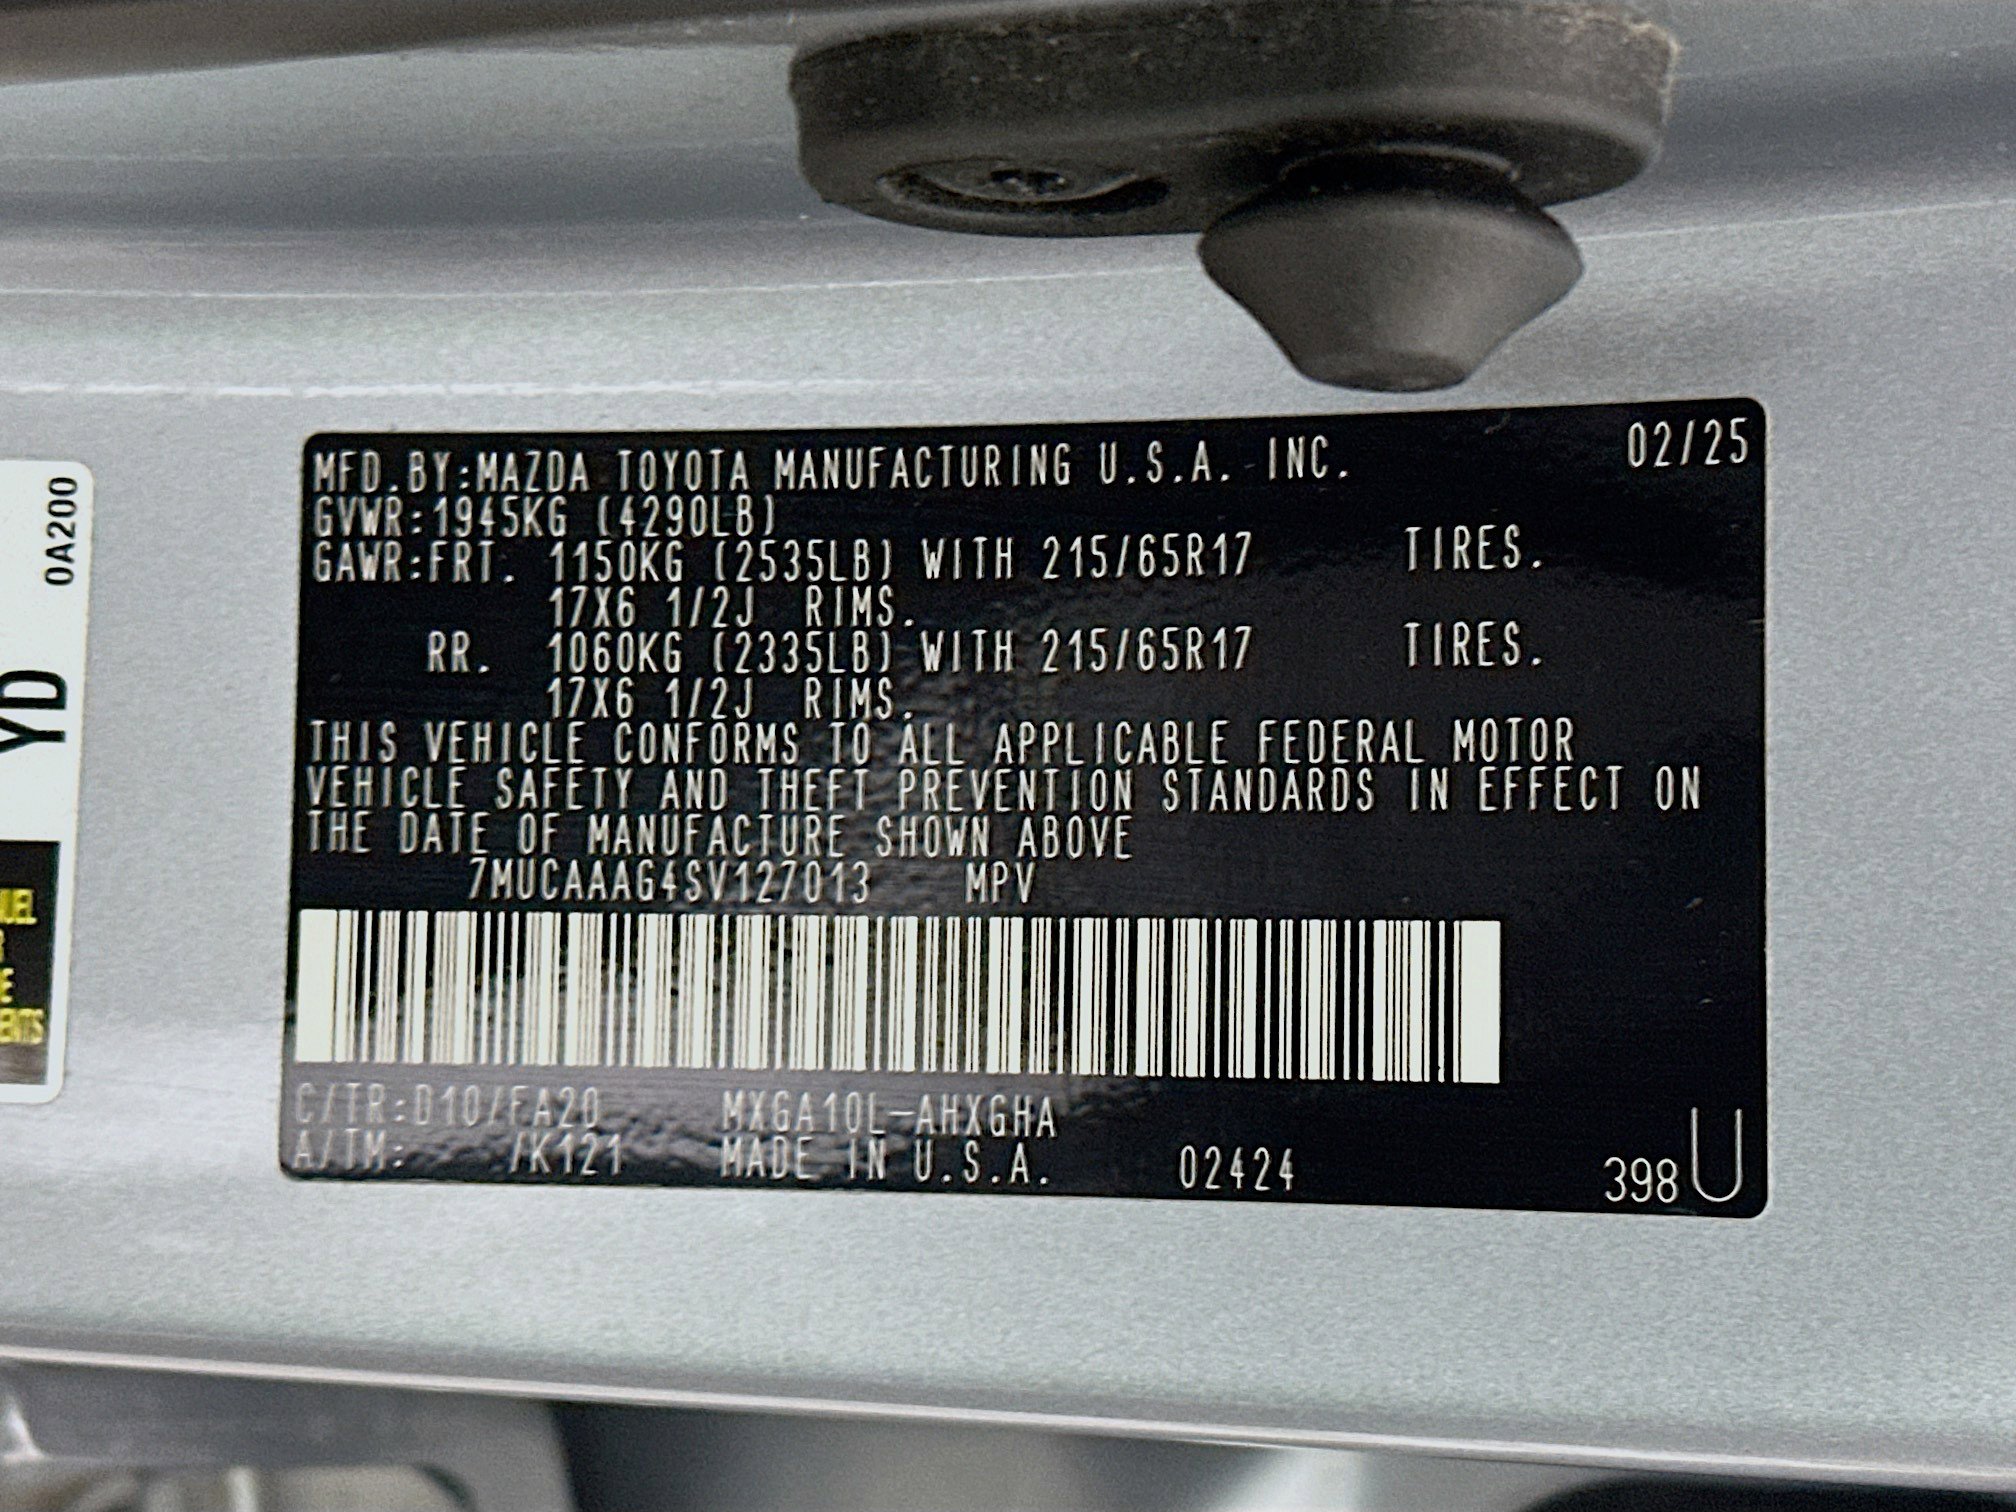 MFD.BY:MAZDA TOYOTA MANUFACTURING U.S.A. INC. 02/25
GVWR:1945KG (4290LB)
GAWR:FRT. 1150KG (2535LB) WITH 215/65R17 TIRES.
17X6 1/2J RIMS.
RR. 1060KG (2335LB) WITH 215/65R17 TIRES.
17X6 1/2J RIMS.
THIS VEHICLE CONFORMS TO ALL APPLICABLE FEDERAL MOTOR
VEHICLE SAFETY AND THEFT PREVENTION STANDARDS IN EFFECT ON
THE DATE OF MANUFACTURE SHOWN ABOVE
7MUCAAAG4SV127013 MPV
C/TR:D10/FA20 MXGA10L-AHXGHA
A/TM: /K121 MADE IN U.S.A. 02424 398 U
0A200
YD